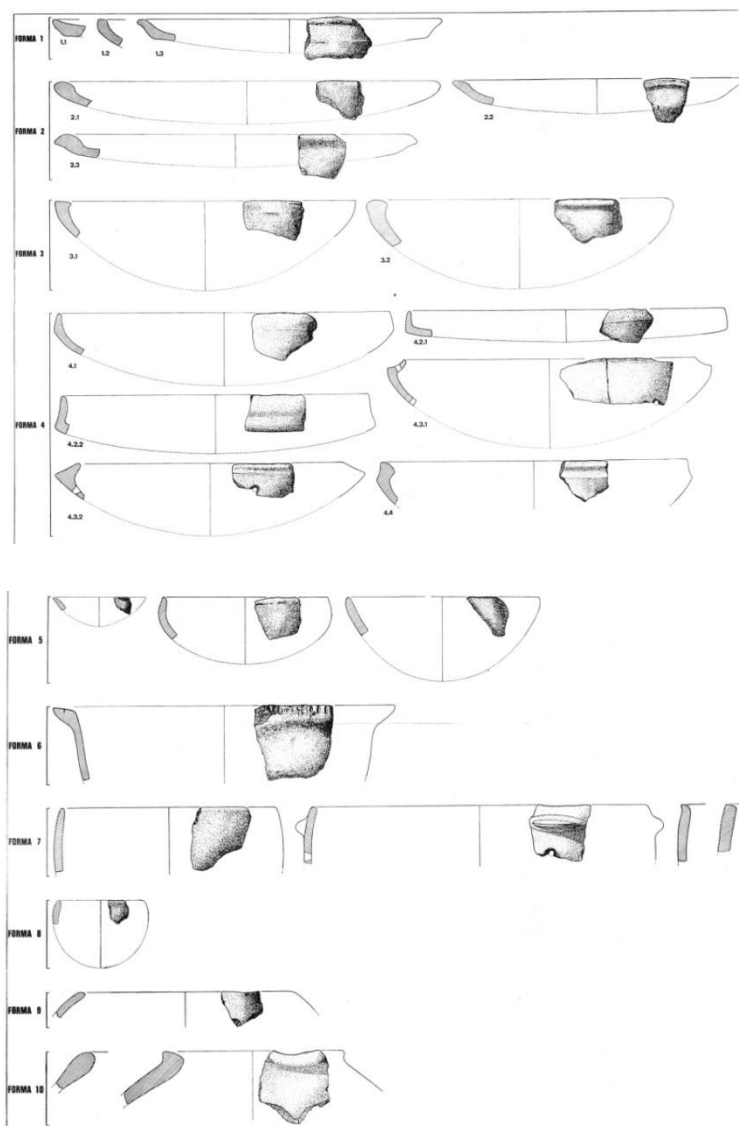 FORMA 1
1.1
1.2
1.3
FORMA 2
2.1
2.2
2.3
FORMA 3
3.1
3.2
FORMA 4
4.1
4.2.1
4.2.2
4.3.1
4.3.2
4.4
FORMA 5
FORMA 6
FORMA 7
FORMA 8
FORMA 9
FORMA 10